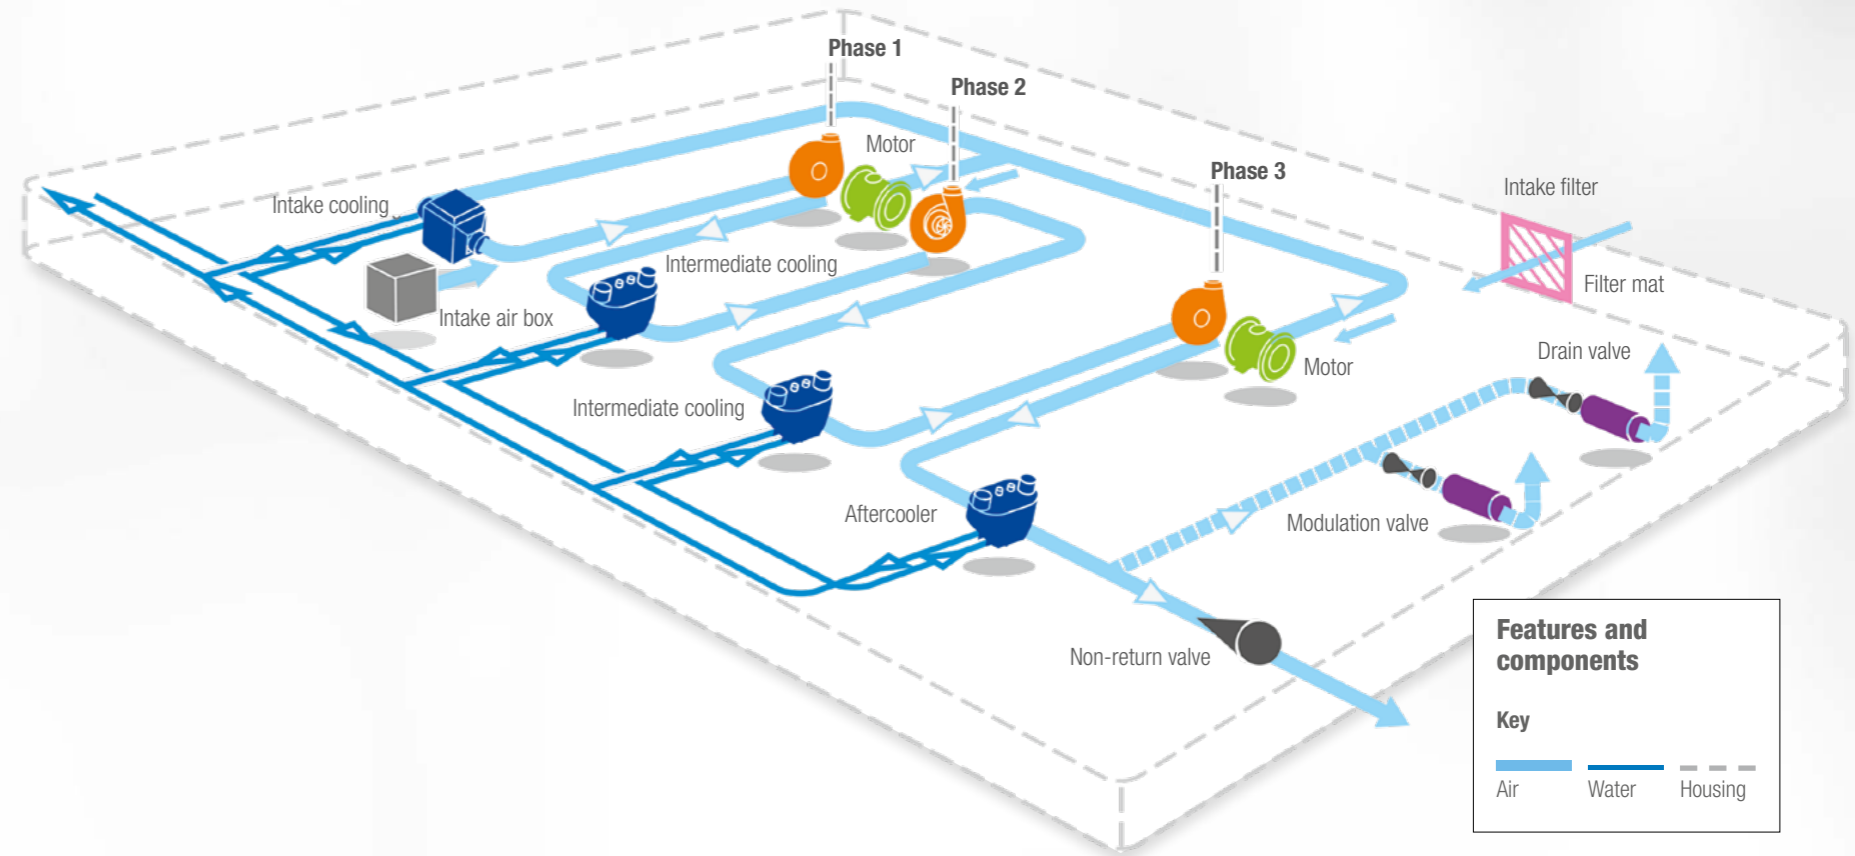 Phase 1
Phase 2
Motor
Phase 3
Intake filter
Intake cooling
Intermediate cooling
Filter mat
Intake air box
Drain valve
Motor
Intermediate cooling
Aftercooler
Modulation valve
Non-return valve
Features and
components
Key
Air
Water
Housing